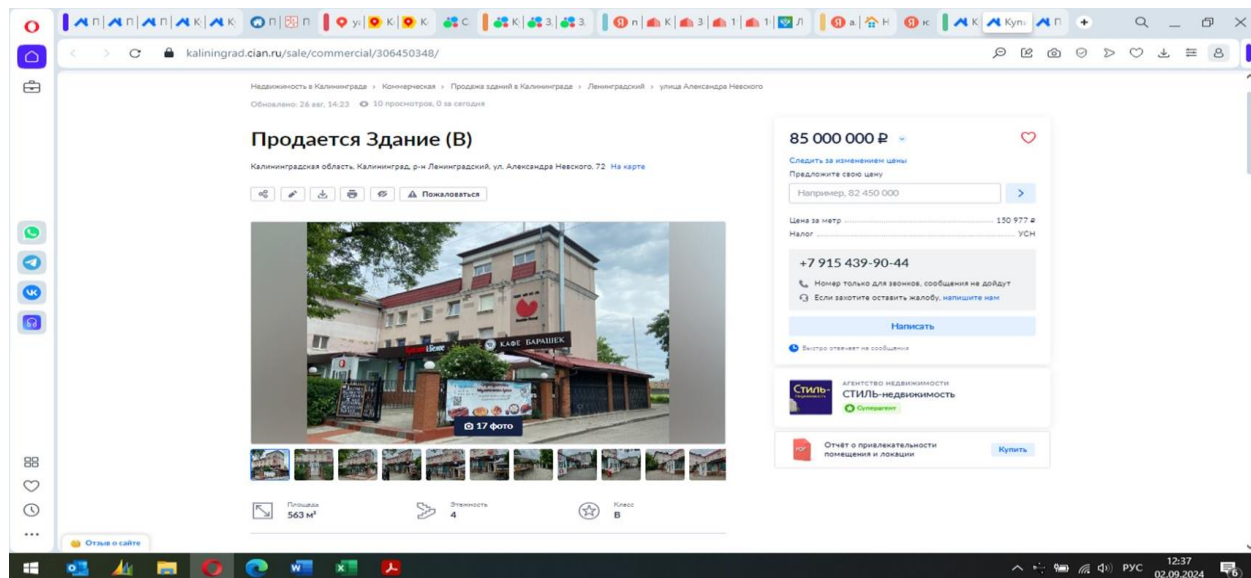 kaliningrad.cian.ru/sale/commercial/306450348/
Недвижимость в Калининграде › Коммерческая › Продажа зданий в Калининграде › Ленинградский › улица Александра Невского
Обновлено: 26 авг, 14:23 10 просмотров, 0 за сегодня
Продается Здание (B)
Калининградская область, Калининград, р-н Ленинградский, ул. Александра Невского, 72 На карте
Пожаловаться
КАФЕ БАРАШЕК
17 фото
Площадь
563 м²
Этажность
4
Класс
B
85 000 000 ₽
Следить за изменением цены
Предложите свою цену
Например, 82 450 000
Цена за метр 150 977 ₽
Налог УСН
+7 915 439-90-44
Номер только для звонков, сообщения не дойдут
Если захотите оставить жалобу, напишите нам
Написать
Быстро отвечает на сообщения
СТИЛЬ-
АГЕНТСТВО НЕДВИЖИМОСТИ
СТИЛЬ-недвижимость
Суперагент
PDF
Отчёт о привлекательности
помещения и локации
Купить
Отзыв о сайте
РУС
12:37
02.09.2024